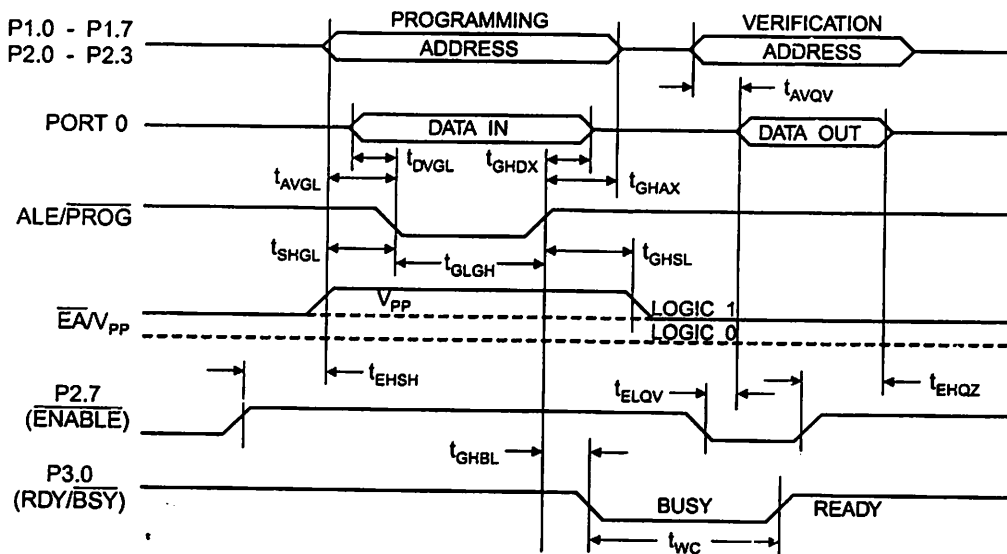 PROGRAMMING
VERIFICATION
P1.0 - P1.7
P2.0 - P2.3
ADDRESS
ADDRESS
tAVQV
PORT 0
DATA IN
DATA OUT
tDVGL
tGHDX
tAVGL
tGHAX
ALE/PROG
tSHGL
tGLGH
tGHSL
VPP
LOGIC 1
EA/VPP
LOGIC 0
tEHSH
tELQV
tEHQZ
P2.7
(ENABLE)
tGHBL
P3.0
(RDY/BSY)
BUSY
READY
tWC